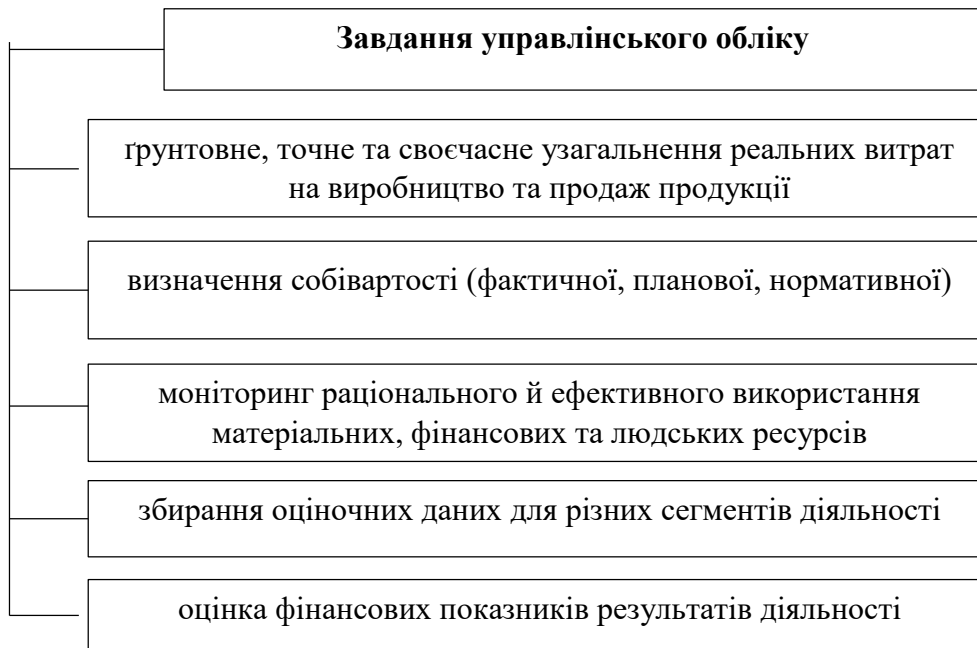 Завдання управлінського обліку
ґрунтовне, точне та своєчасне узагальнення реальних витрат
на виробництво та продаж продукції
визначення собівартості (фактичної, планової, нормативної)
моніторинг раціонального й ефективного використання
матеріальних, фінансових та людських ресурсів
збирання оціночних даних для різних сегментів діяльності
оцінка фінансових показників результатів діяльності